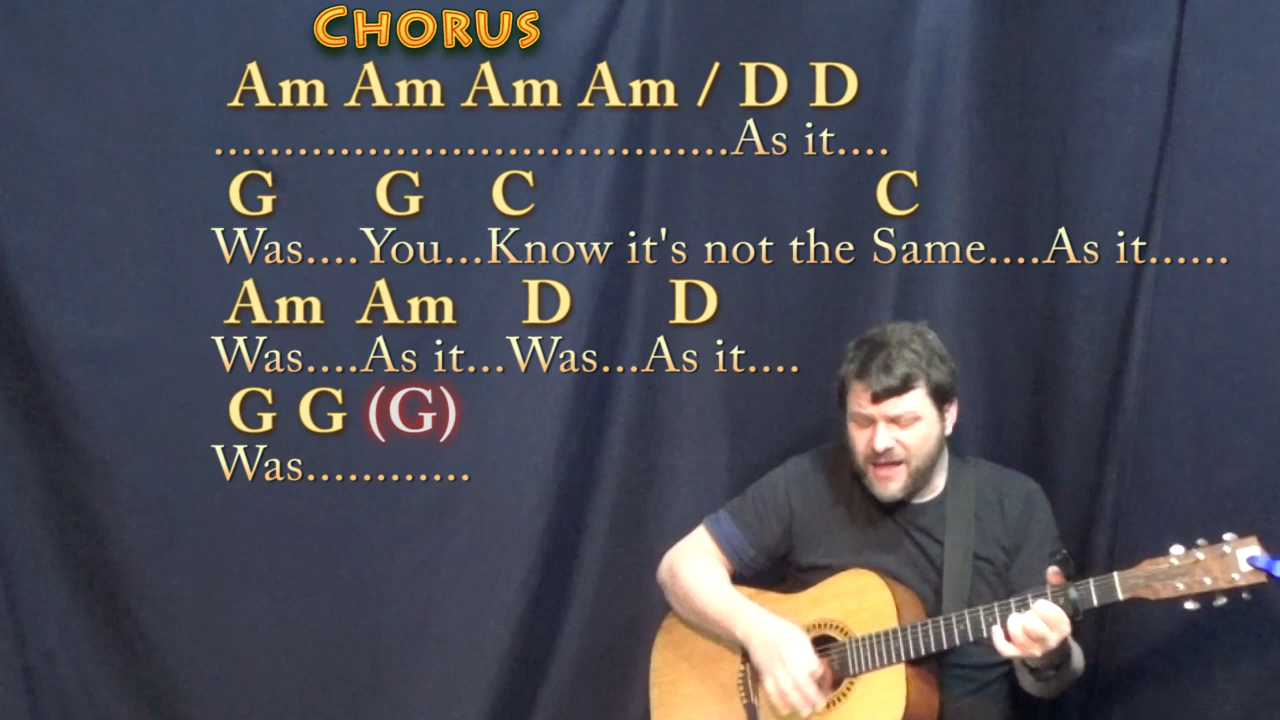 CHORUS
Am Am Am Am / D D
.....................................As it....
G G C C
Was....You...Know it's not the Same....As it......
Am Am D D
Was....As it...Was...As it....
G G (G)
Was............